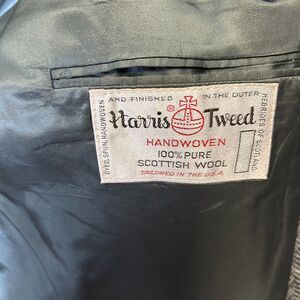 DYED, SPUN, HANDWOVEN
AND FINISHED IN THE OUTER
HEBRIDES OF SCOTLAND
Harris Tweed
®
HANDWOVEN
100% PURE
SCOTTISH WOOL
TAILORED IN THE U.S.A.